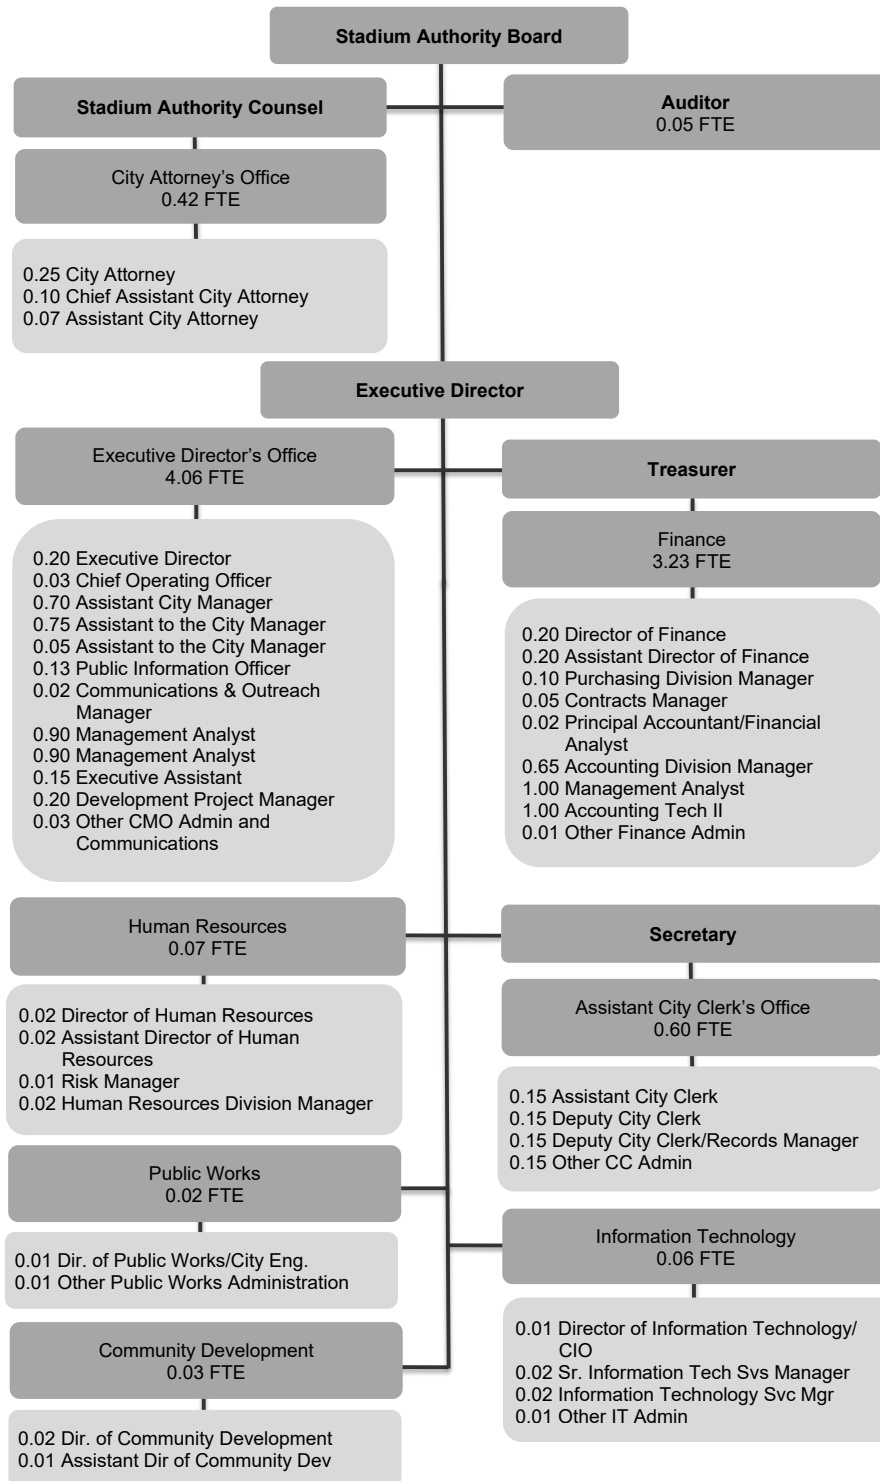 Stadium Authority Board
Stadium Authority Counsel
Auditor
0.05 FTE
City Attorney’s Office
0.42 FTE
0.25 City Attorney
0.10 Chief Assistant City Attorney
0.07 Assistant City Attorney
Executive Director
Executive Director’s Office
4.06 FTE
0.20 Executive Director
0.03 Chief Operating Officer
0.70 Assistant City Manager
0.75 Assistant to the City Manager
0.05 Assistant to the City Manager
0.13 Public Information Officer
0.02 Communications & Outreach
Manager
0.90 Management Analyst
0.90 Management Analyst
0.15 Executive Assistant
0.20 Development Project Manager
0.03 Other CMO Admin and
Communications
Treasurer
Finance
3.23 FTE
0.20 Director of Finance
0.20 Assistant Director of Finance
0.10 Purchasing Division Manager
0.05 Contracts Manager
0.02 Principal Accountant/Financial
Analyst
0.65 Accounting Division Manager
1.00 Management Analyst
1.00 Accounting Tech II
0.01 Other Finance Admin
Human Resources
0.07 FTE
0.02 Director of Human Resources
0.02 Assistant Director of Human
Resources
0.01 Risk Manager
0.02 Human Resources Division Manager
Secretary
Assistant City Clerk’s Office
0.60 FTE
0.15 Assistant City Clerk
0.15 Deputy City Clerk
0.15 Deputy City Clerk/Records Manager
0.15 Other CC Admin
Public Works
0.02 FTE
0.01 Dir. of Public Works/City Eng.
0.01 Other Public Works Administration
Information Technology
0.06 FTE
0.01 Director of Information Technology/
CIO
0.02 Sr. Information Tech Svs Manager
0.02 Information Technology Svc Mgr
0.01 Other IT Admin
Community Development
0.03 FTE
0.02 Dir. of Community Development
0.01 Assistant Dir of Community Dev